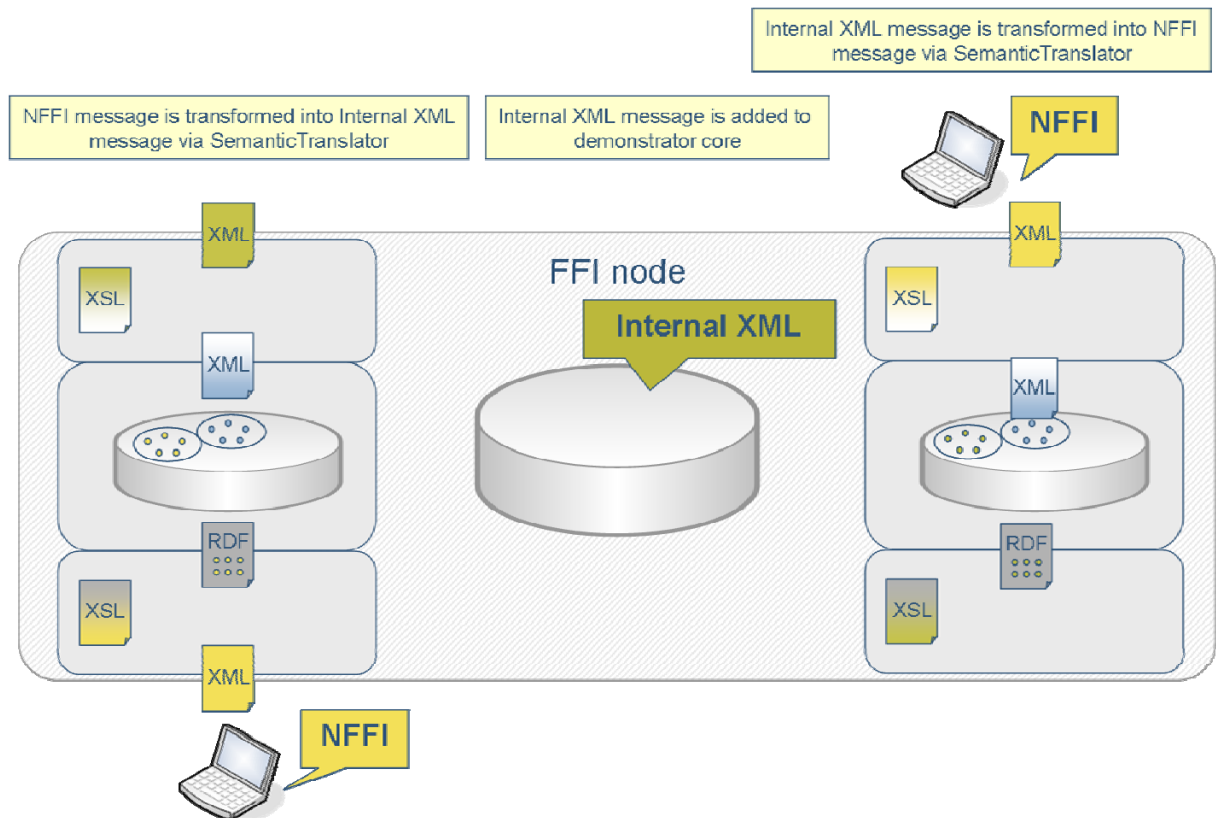 Internal XML message is transformed into NFFI
message via SemanticTranslator
NFFI message is transformed into Internal XML
message via SemanticTranslator
Internal XML message is added to
demonstrator core
NFFI
XML
XML
FFI node
XSL
XSL
Internal XML
XML
XML
RDF
RDF
XSL
XSL
XML
NFFI